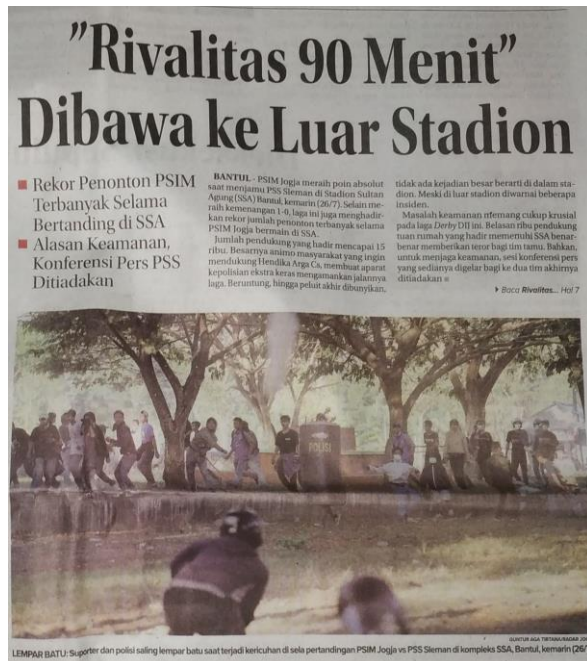 "Rivalitas 90 Menit"
Dibawa ke Luar Stadion
Rekor Penonton PSIM
Terbanyak Selama
Bertanding di SSA
Alasan Keamanan,
Konferensi Pers PSS
Ditiadakan
BANTUL - PSIM Jogja meraih poin absolut
saat menjamu PSS Sleman di Stadion Sultan
Agung (SSA) Bantul, kemarin (26/7). Selain me-
raih kemenangan 1-0, laga ini juga menghadir-
kan rekor jumlah penonton terbanyak selama
PSIM Jogja bermain di SSA.
Jumlah pendukung yang hadir mencapai 15
ribu. Besarnya animo masyarakat yang ingin
mendukung Hendika Arga Cs, membuat aparat
kepolisian ekstra keras mengamankan jalannya
laga. Beruntung, hingga peluit akhir dibunyikan,
tidak ada kejadian besar berarti di dalam sta-
dion. Meski di luar stadion diwarnai beberapa
insiden.
Masalah keamanan memang cukup krusial
pada laga Derby DIJ ini. Belasan ribu pendukung
tuan rumah yang hadir memenuhi SSA benar-
benar memberikan teror bagi tim tamu. Bahkan,
untuk menjaga keamanan, sesi konferensi pers
yang sedianya digelar bagi ke dua tim akhirnya
ditiadakan
Baca Rivalitas... Hal 7
POLISI
LEMPAR BATU: Suporter dan polisi saling lempar batu saat terjadi kericuhan di sela pertandingan PSIM Jogja vs PSS Sleman di kompleks SSA, Bantul, kemarin